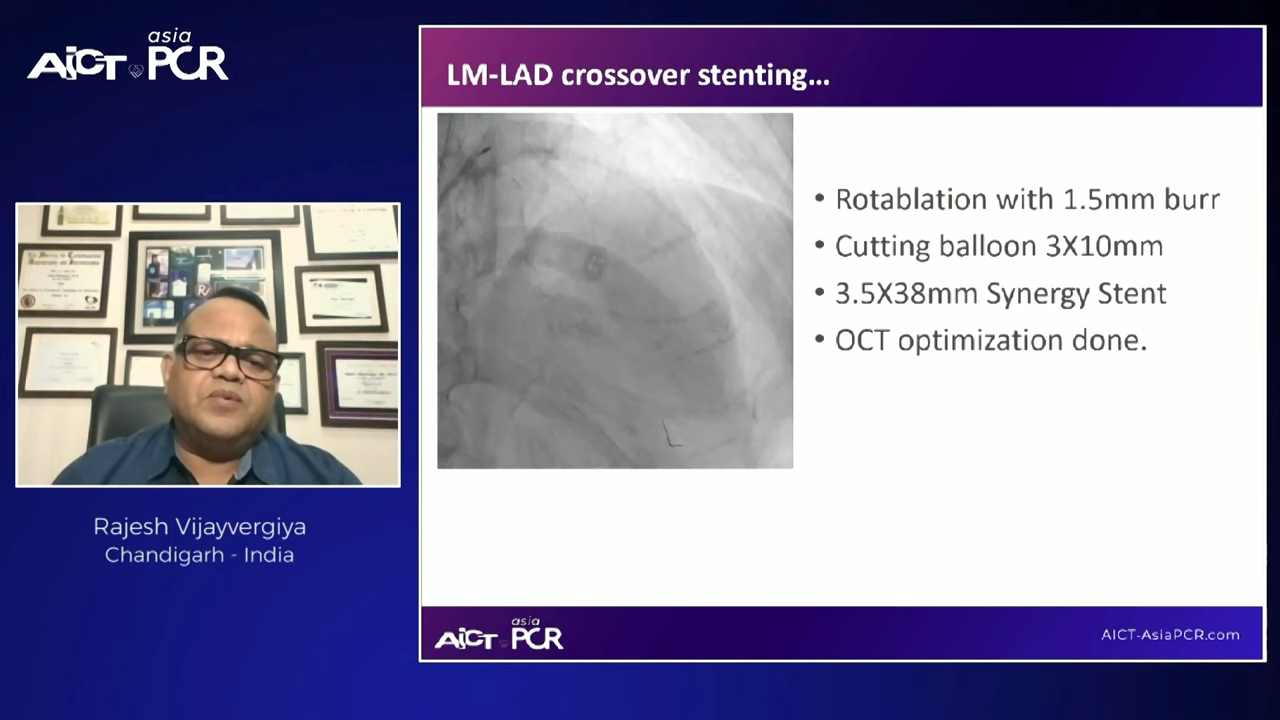 asia
AICT PCR
LM-LAD crossover stenting...
• Rotablation with 1.5mm burr
• Cutting balloon 3X10mm
• 3.5X38mm Synergy Stent
• OCT optimization done.
Rajesh Vijayvergiya
Chandigarh - India
asia
AICT PCR
AICT-AsiaPCR.com